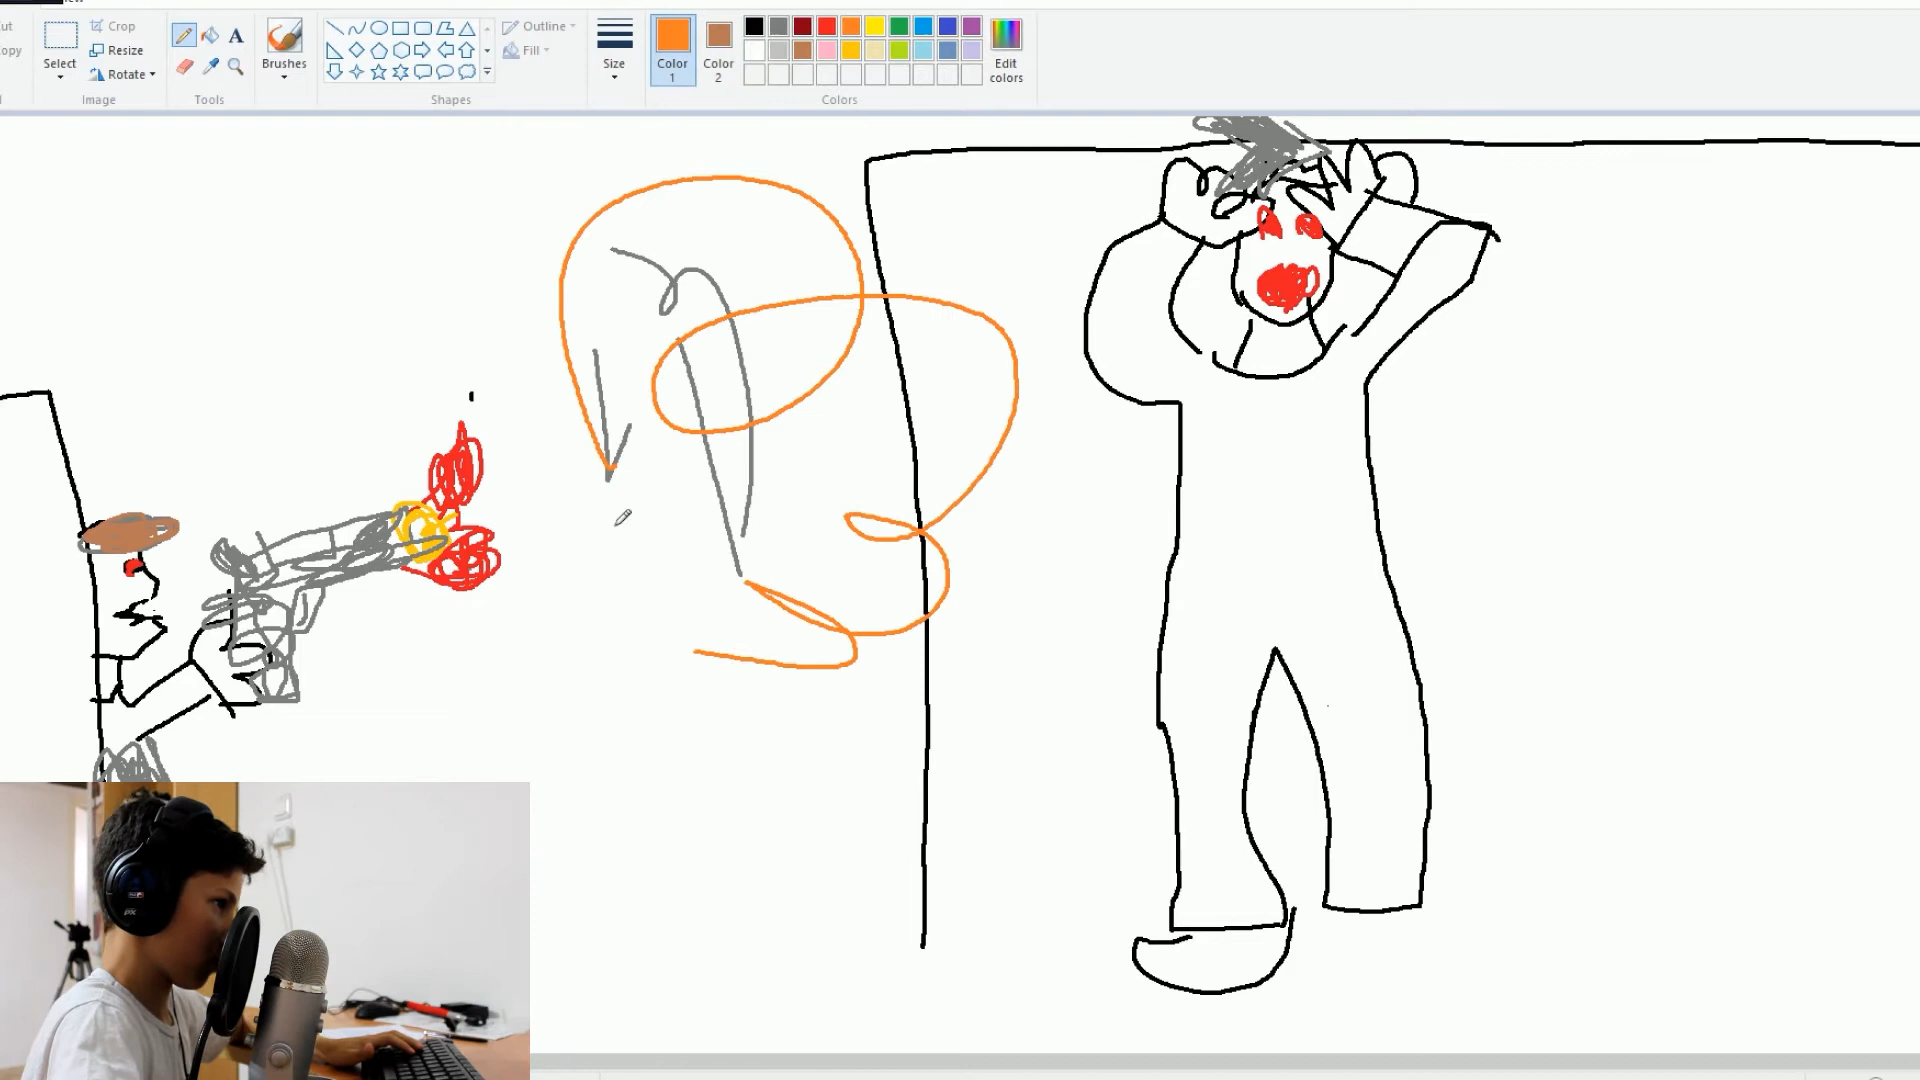 Crop
Resize
Rotate
Select
Image
Tools
Brushes
Shapes
Outline
Fill
Size
Color
1
Color
2
Edit
colors
Colors